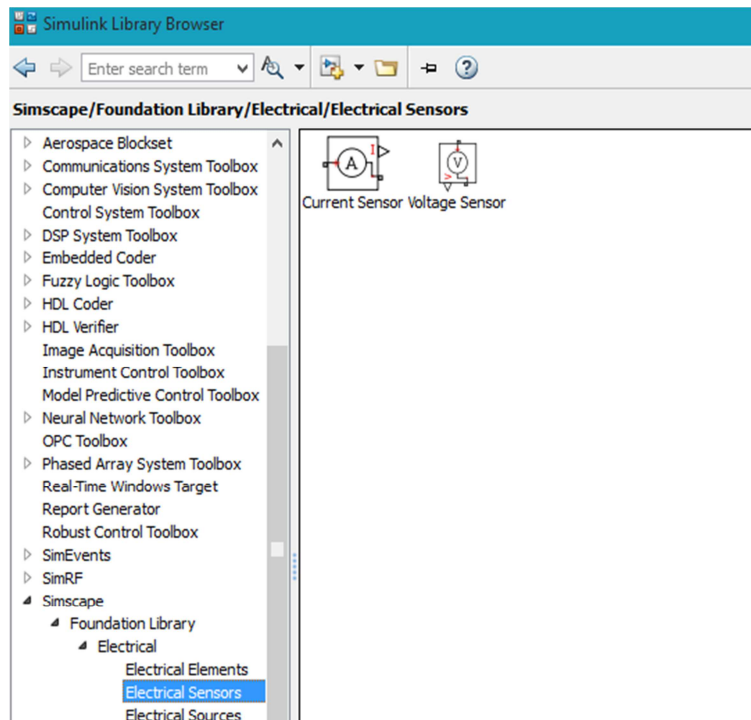 Simulink Library Browser
Enter search term
Simscape/Foundation Library/Electrical/Electrical Sensors
Aerospace Blockset
Communications System Toolbox
Computer Vision System Toolbox
Control System Toolbox
DSP System Toolbox
Embedded Coder
Fuzzy Logic Toolbox
HDL Coder
HDL Verifier
Image Acquisition Toolbox
Instrument Control Toolbox
Model Predictive Control Toolbox
Neural Network Toolbox
OPC Toolbox
Phased Array System Toolbox
Real-Time Windows Target
Report Generator
Robust Control Toolbox
SimEvents
SimRF
Simscape
Foundation Library
Electrical
Electrical Elements
Electrical Sensors
Electrical Sources
A I
V
V
Current Sensor Voltage Sensor